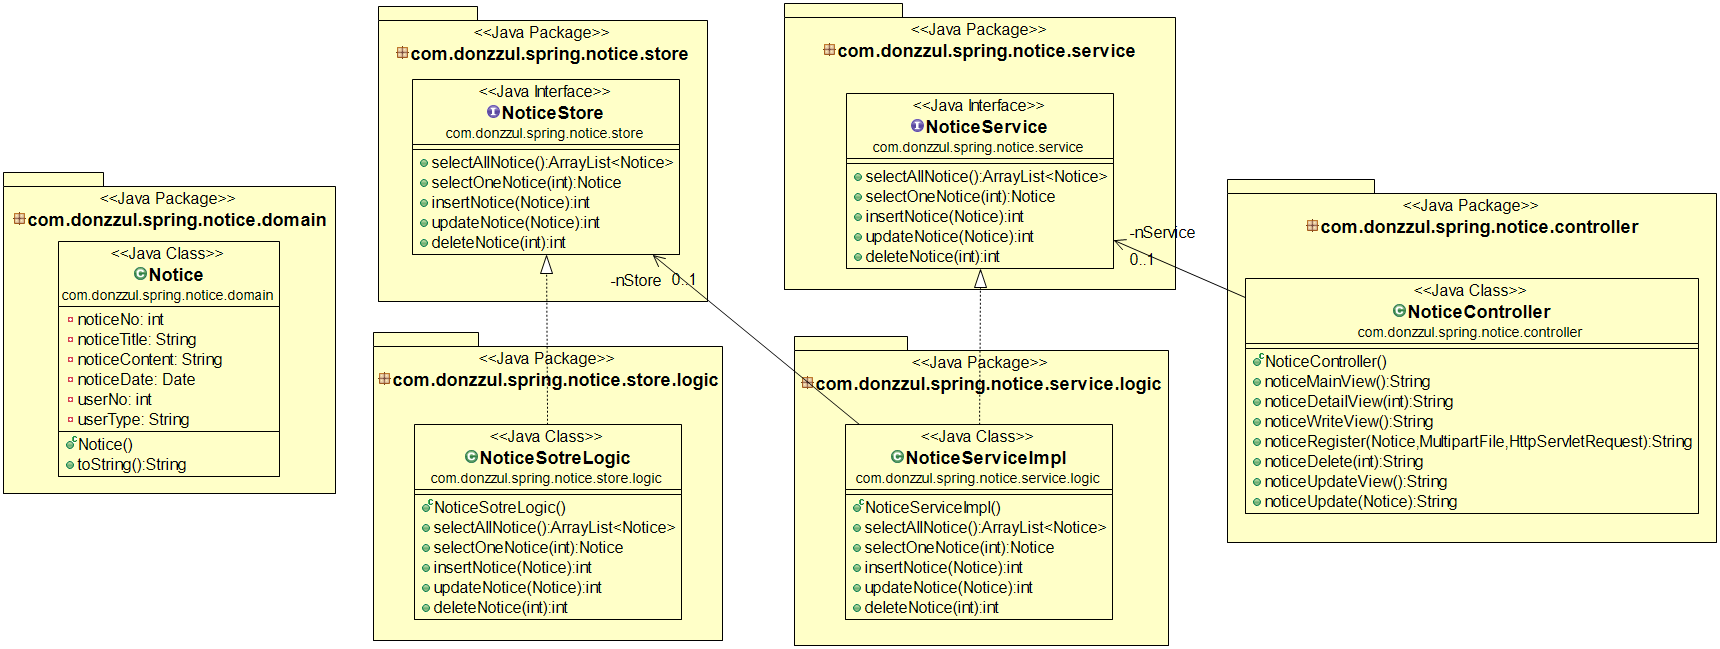 <<Java Package>>
com.donzzul.spring.notice.domain
<<Java Class>>
Notice
com.donzzul.spring.notice.domain
noticeNo: int
noticeTitle: String
noticeContent: String
noticeDate: Date
userNo: int
userType: String
Notice()
toString():String
<<Java Package>>
com.donzzul.spring.notice.store
<<Java Interface>>
NoticeStore
com.donzzul.spring.notice.store
selectAllNotice():ArrayList<Notice>
selectOneNotice(int):Notice
insertNotice(Notice):int
updateNotice(Notice):int
deleteNotice(int):int
-nStore 0..1
<<Java Package>>
com.donzzul.spring.notice.store.logic
<<Java Class>>
NoticeSotreLogic
com.donzzul.spring.notice.store.logic
NoticeSotreLogic()
selectAllNotice():ArrayList<Notice>
selectOneNotice(int):Notice
insertNotice(Notice):int
updateNotice(Notice):int
deleteNotice(int):int
<<Java Package>>
com.donzzul.spring.notice.service
<<Java Interface>>
NoticeService
com.donzzul.spring.notice.service
selectAllNotice():ArrayList<Notice>
selectOneNotice(int):Notice
insertNotice(Notice):int
updateNotice(Notice):int
deleteNotice(int):int
-nService
0..1
<<Java Package>>
com.donzzul.spring.notice.service.logic
<<Java Class>>
NoticeServiceImpl
com.donzzul.spring.notice.service.logic
NoticeServiceImpl()
selectAllNotice():ArrayList<Notice>
selectOneNotice(int):Notice
insertNotice(Notice):int
updateNotice(Notice):int
deleteNotice(int):int
<<Java Package>>
com.donzzul.spring.notice.controller
<<Java Class>>
NoticeController
com.donzzul.spring.notice.controller
NoticeController()
noticeMainView():String
noticeDetailView(int):String
noticeWriteView():String
noticeRegister(Notice,MultipartFile,HttpServletRequest):String
noticeDelete(int):String
noticeUpdateView():String
noticeUpdate(Notice):String